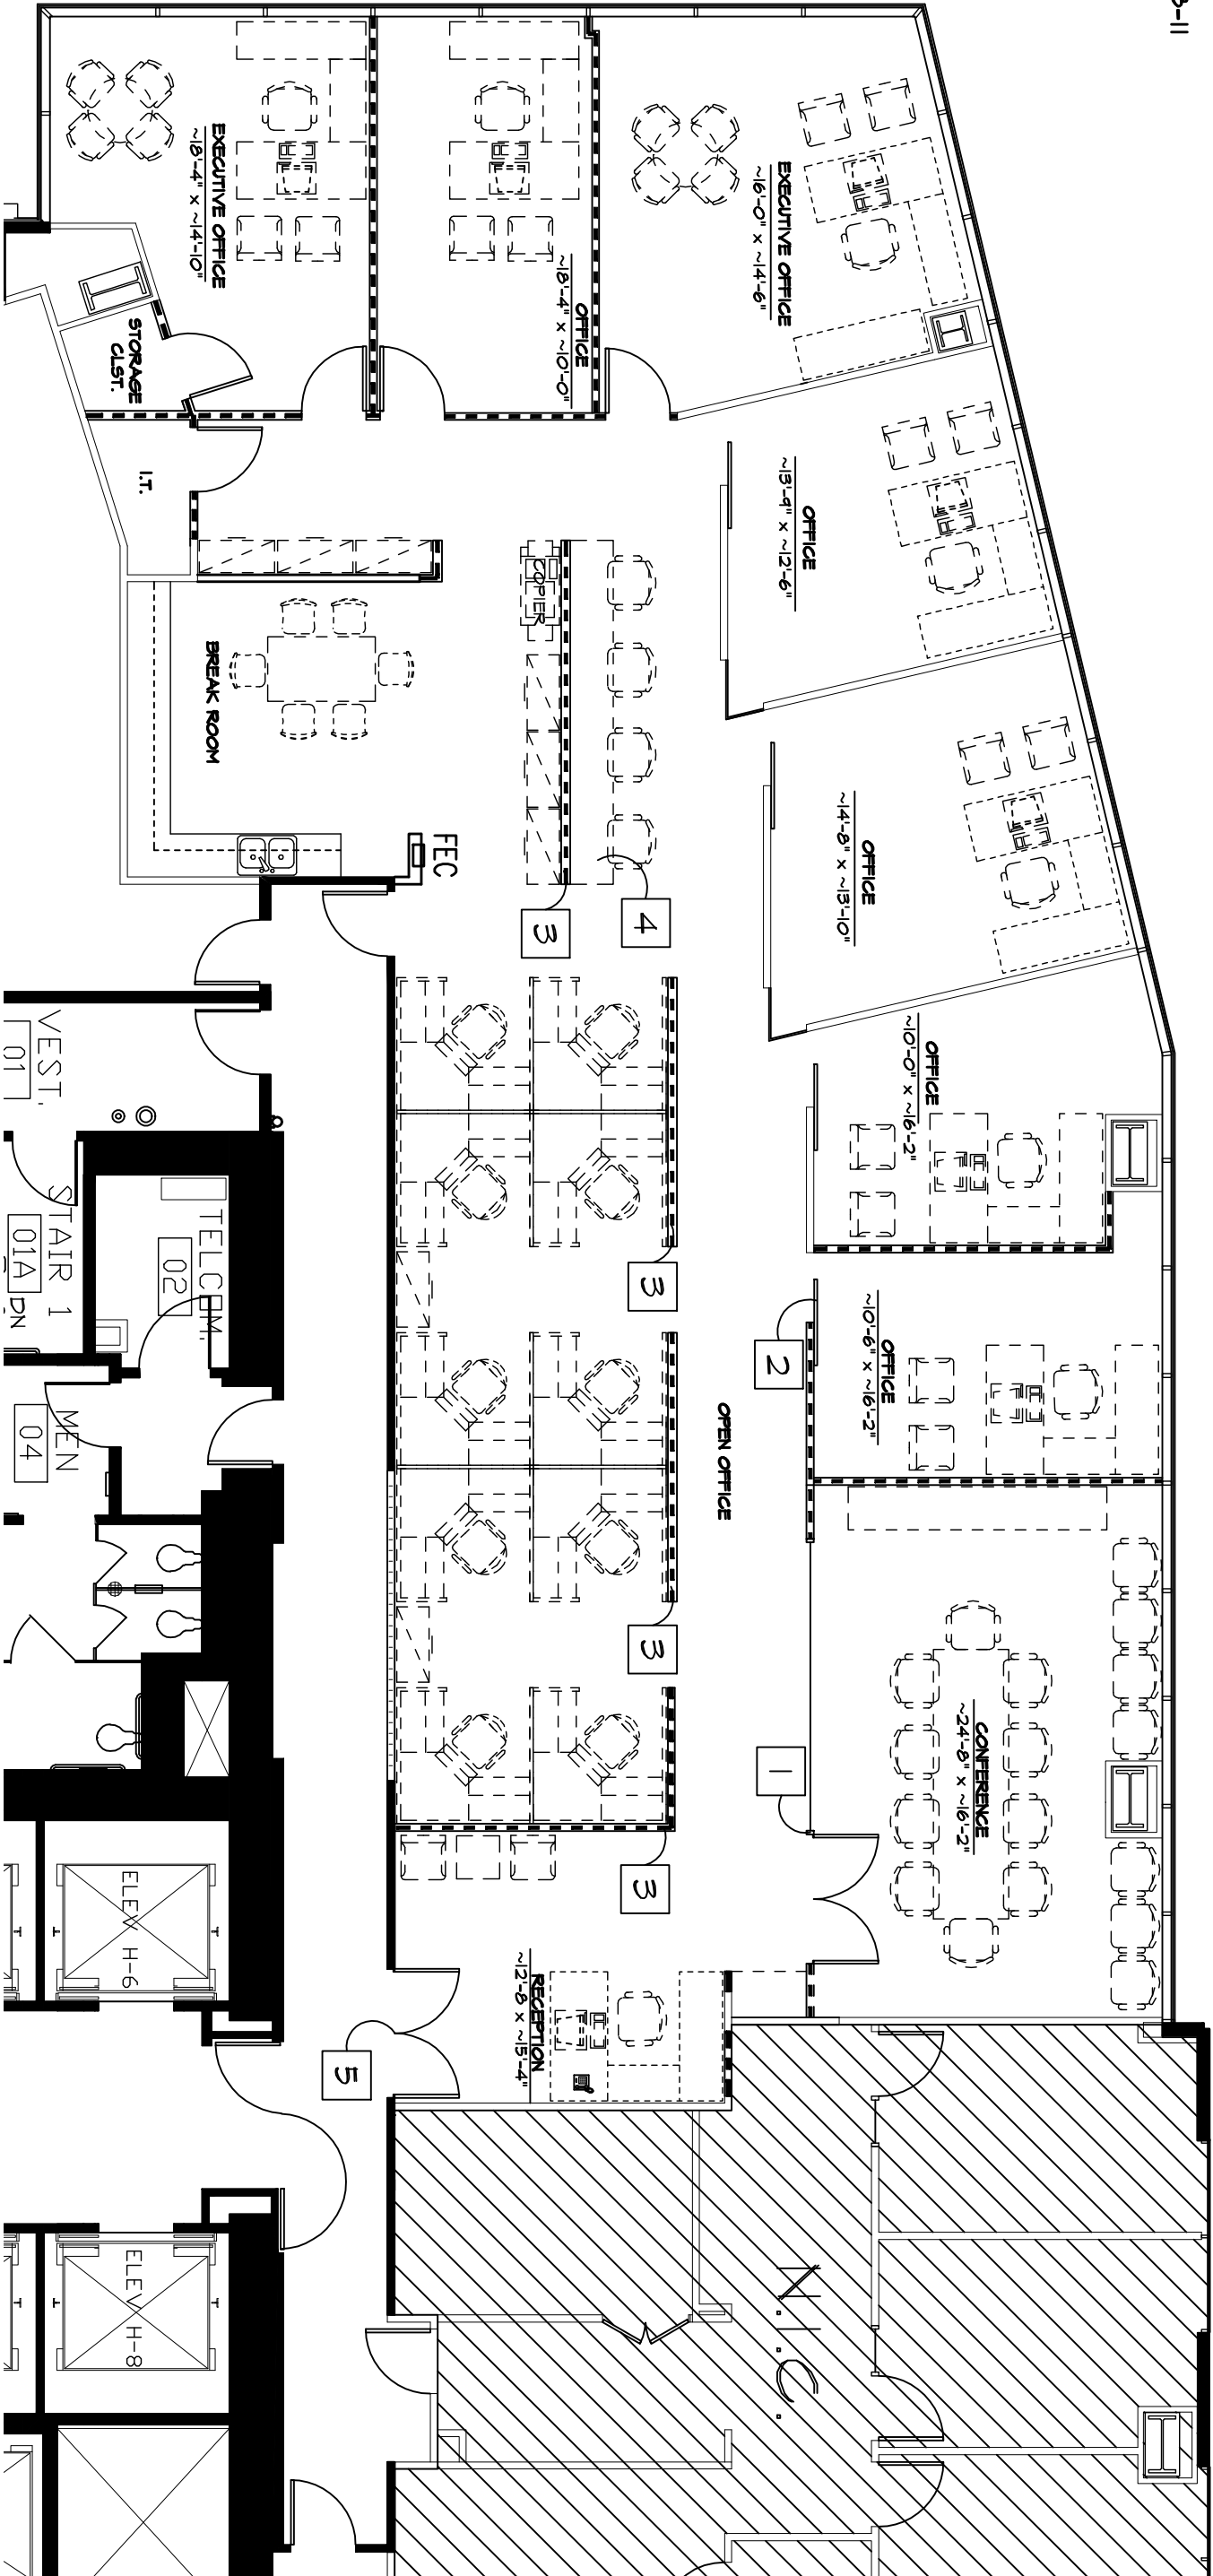 EXECUTIVE OFFICE
~18'-4" x ~14'-10"
OFFICE
~18'-4" x ~10'-0"
EXECUTIVE OFFICE
~16'-0" x ~14'-6"
STORAGE
CLST.
I.T.
OFFICE
~13'-9" x ~12'-6"
COPIER
BREAK ROOM
FEC
OFFICE
~14'-8" x ~13'-10"
3
4
OFFICE
~10'-0" x ~16'-2"
3
2
OFFICE
~10'-6" x ~16'-2"
OPEN OFFICE
3
1
CONFERENCE
~24'-8" x ~16'-2"
3
RECEPTION
~12'-8 x ~15'-4"
5
VEST.
01
STAIR 1
01A
DN
TELCOM.
02
MEN
04
ELEV H-6
ELEV H-8
N.I.C.